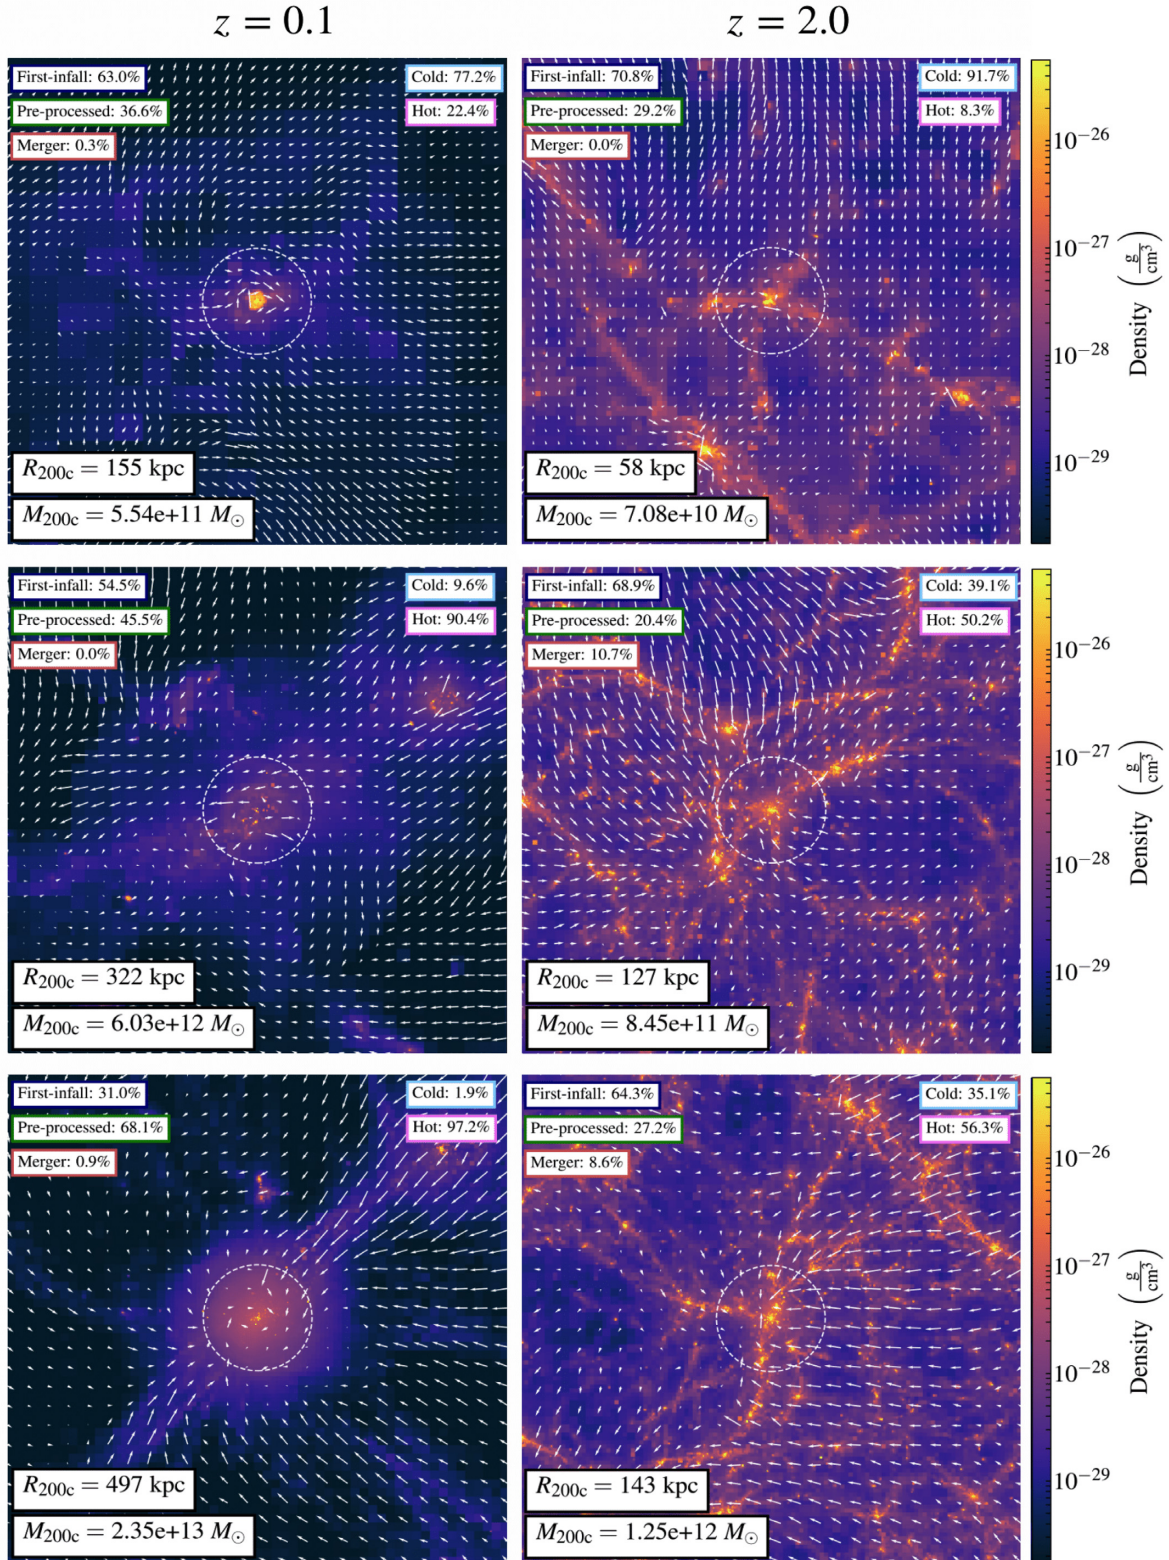 z = 0.1
z = 2.0
First-infall: 63.0%
Cold: 77.2%
Pre-processed: 36.6%
Hot: 22.4%
Merger: 0.3%
R200c = 155 kpc
M200c = 5.54e+11 M⊙
First-infall: 70.8%
Cold: 91.7%
Pre-processed: 29.2%
Hot: 8.3%
Merger: 0.0%
R200c = 58 kpc
M200c = 7.08e+10 M⊙
10⁻²⁶
10⁻²⁷
10⁻²⁸
10⁻²⁹
Density (g/cm³)
First-infall: 54.5%
Cold: 9.6%
Pre-processed: 45.5%
Hot: 90.4%
Merger: 0.0%
R200c = 322 kpc
M200c = 6.03e+12 M⊙
First-infall: 68.9%
Cold: 39.1%
Pre-processed: 20.4%
Hot: 50.2%
Merger: 10.7%
R200c = 127 kpc
M200c = 8.45e+11 M⊙
10⁻²⁶
10⁻²⁷
10⁻²⁸
10⁻²⁹
Density (g/cm³)
First-infall: 31.0%
Cold: 1.9%
Pre-processed: 68.1%
Hot: 97.2%
Merger: 0.9%
R200c = 497 kpc
M200c = 2.35e+13 M⊙
First-infall: 64.3%
Cold: 35.1%
Pre-processed: 27.2%
Hot: 56.3%
Merger: 8.6%
R200c = 143 kpc
M200c = 1.25e+12 M⊙
10⁻²⁶
10⁻²⁷
10⁻²⁸
10⁻²⁹
Density (g/cm³)